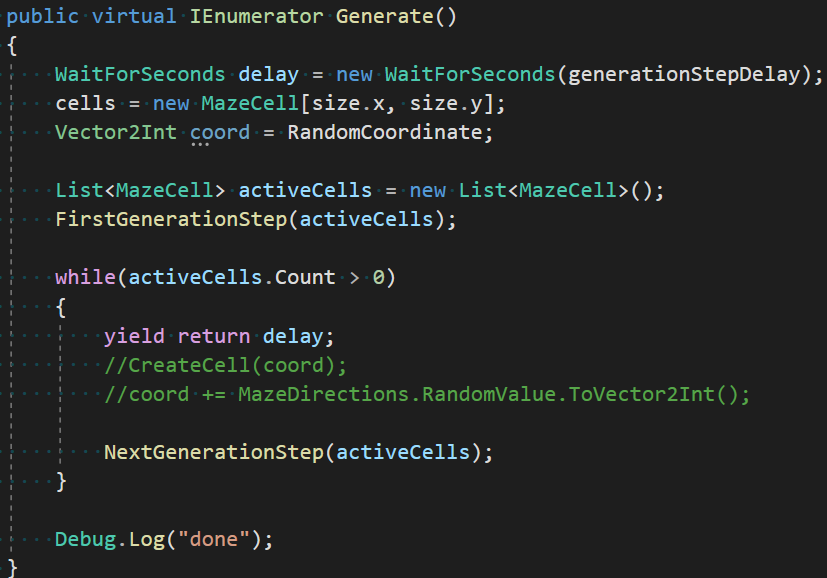 public virtual IEnumerator Generate()
{
    WaitForSeconds delay = new WaitForSeconds(generationStepDelay);
    cells = new MazeCell[size.x, size.y];
    Vector2Int coord = RandomCoordinate;

    List<MazeCell> activeCells = new List<MazeCell>();
    FirstGenerationStep(activeCells);

    while(activeCells.Count > 0)
    {
        yield return delay;
        //CreateCell(coord);
        //coord += MazeDirections.RandomValue.ToVector2Int();

        NextGenerationStep(activeCells);
    }

    Debug.Log("done");
}